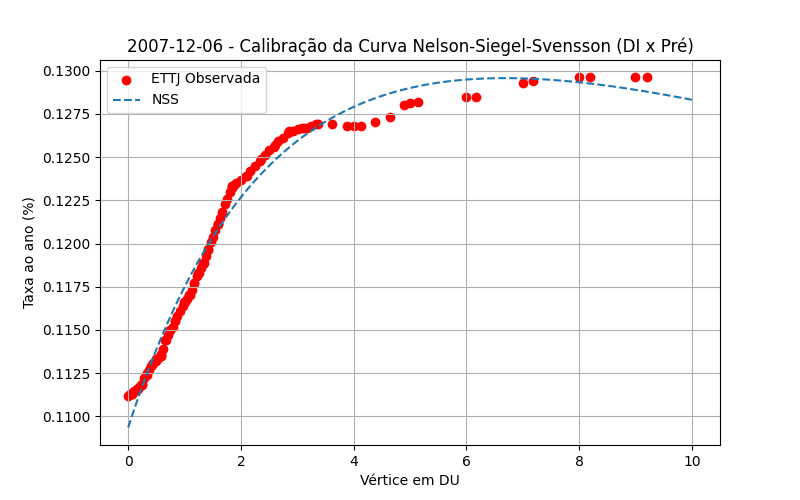 2007-12-06 - Calibração da Curva Nelson-Siegel-Svensson (DI x Pré)
ETTJ Observada
NSS
Taxa ao ano (%)
0.1300
0.1275
0.1250
0.1225
0.1200
0.1175
0.1150
0.1125
0.1100
0 2 4 6 8 10
Vértice em DU